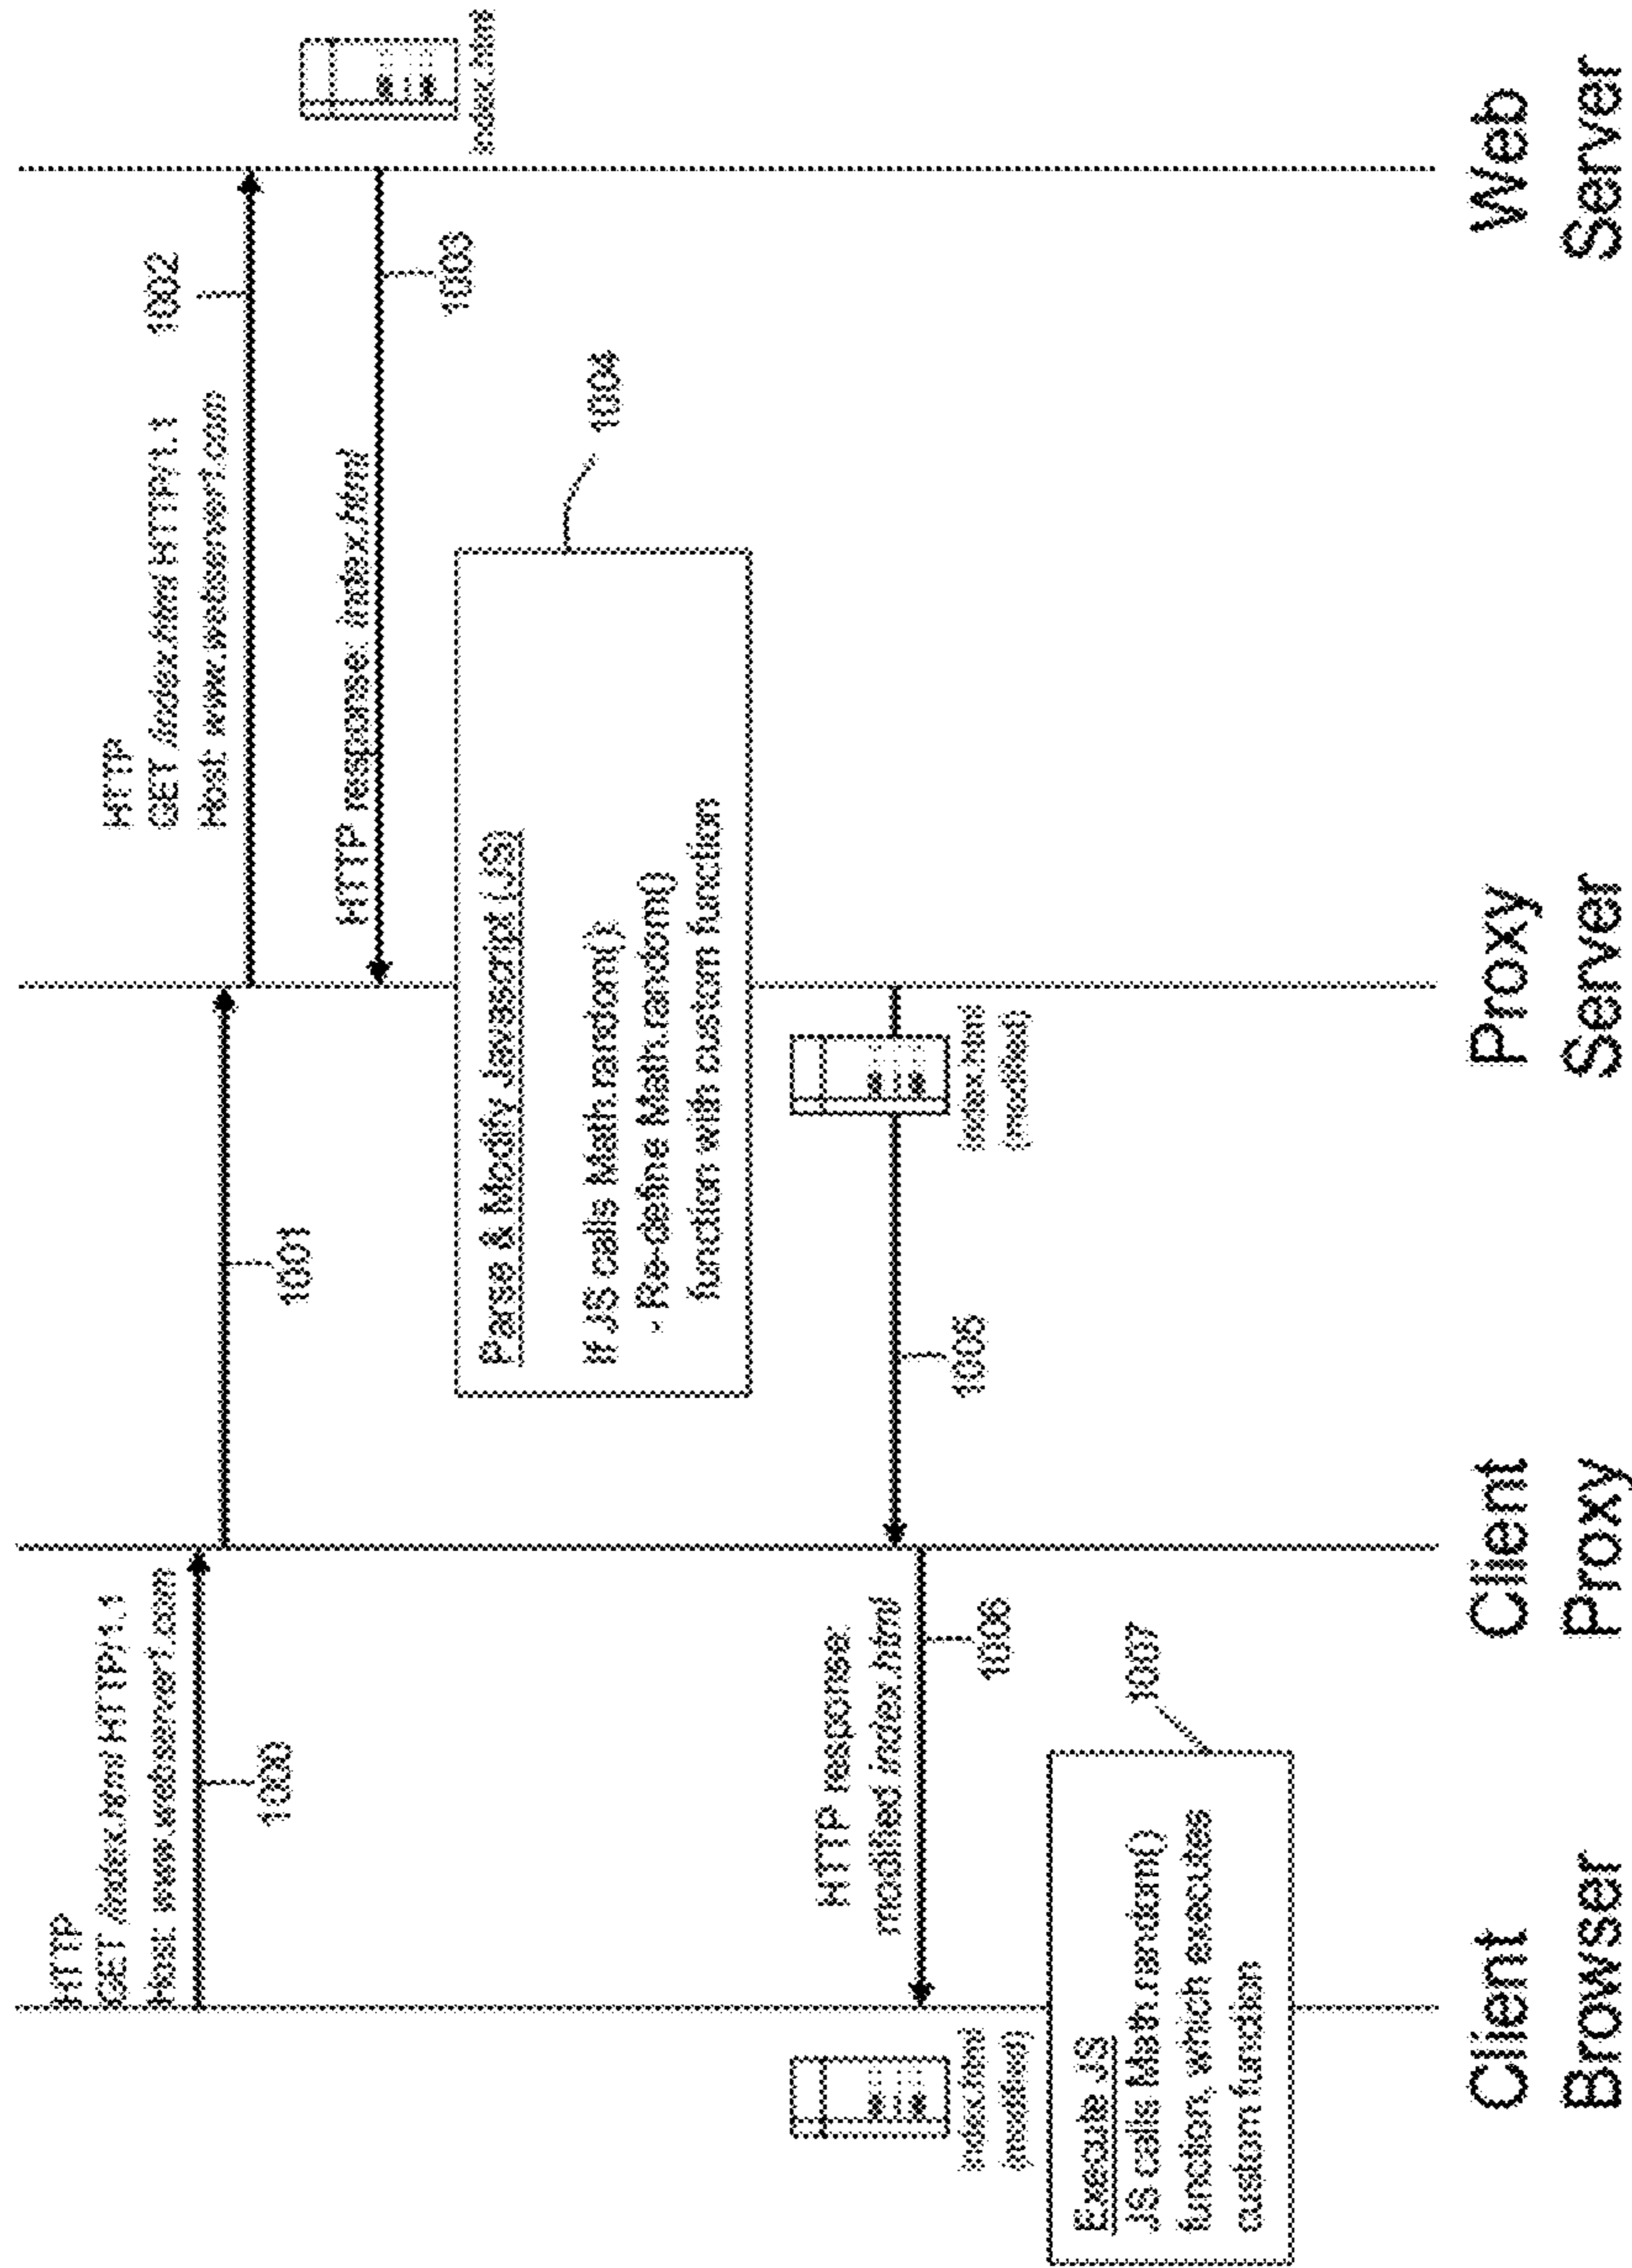 HTTP
GET /index.html HTTP/1.1
Host: www.webserver1.com
1000
1001
HTTP
GET /index.html HTTP/1.1
Host: www.webserver1.com
1002
HTTP response: index.html
1003
index.html
Parse & Modify Javascript (JS)
If JS calls Math.random():
- Re-define Math.random()
function with custom function
1004
index.html
(modified)
1005
HTTP response:
modified index.html
1006
index.html
(modified)
Execute JS
JS calls Math.random()
function, which executes
custom function
1007
Client
Browser
Client
Proxy
Proxy
Server
Web
Server